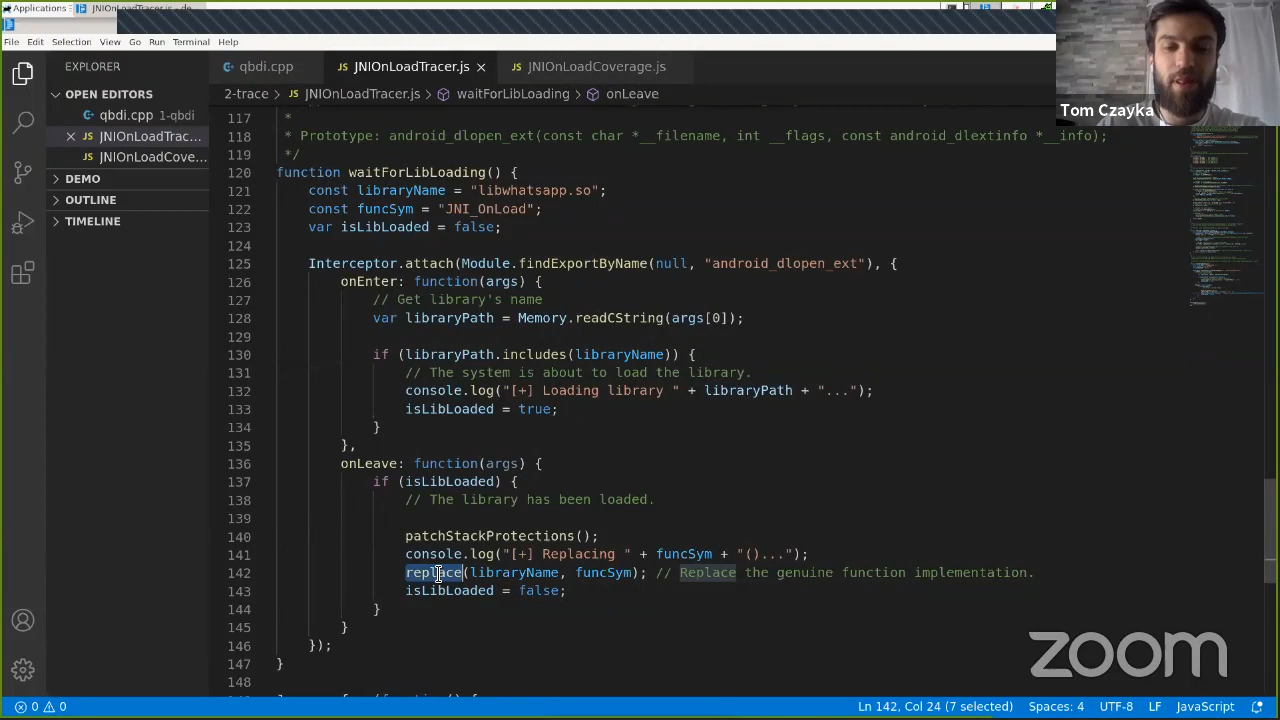 Applications
JNIOnLoadTracer.js - de
File Edit Selection View Go Run Terminal Help
EXPLORER
qbdi.cpp
JNIOnLoadTracer.js
JNIOnLoadCoverage.js
OPEN EDITORS
qbdi.cpp 1-qbdi
JNIOnLoadTrac...
JNIOnLoadCove...
DEMO
OUTLINE
TIMELINE
2-trace > JNIOnLoadTracer.js > waitForLibLoading > onLeave
Tom Czayka
117 *
118 * Prototype: android_dlopen_ext(const char *__filename, int __flags, const android_dlextinfo *__info);
119 */
120 function waitForLibLoading() {
121 const libraryName = "libwhatsapp.so";
122 const funcSym = "JNI_OnLoad";
123 var isLibLoaded = false;
124
125 Interceptor.attach(Module.findExportByName(null, "android_dlopen_ext"), {
126 onEnter: function(args) {
127 // Get library's name
128 var libraryPath = Memory.readCString(args[0]);
129
130 if (libraryPath.includes(libraryName)) {
131 // The system is about to load the library.
132 console.log("[+] Loading library " + libraryPath + "...");
133 isLibLoaded = true;
134 }
135 },
136 onLeave: function(args) {
137 if (isLibLoaded) {
138 // The library has been loaded.
139
140 patchStackProtections();
141 console.log("[+] Replacing " + funcSym + "()...");
142 replace(libraryName, funcSym); // Replace the genuine function implementation.
143 isLibLoaded = false;
144 }
145 }
146 });
147 }
148
zoom
0 0
Ln 142, Col 24 (7 selected) Spaces: 4 UTF-8 LF JavaScript